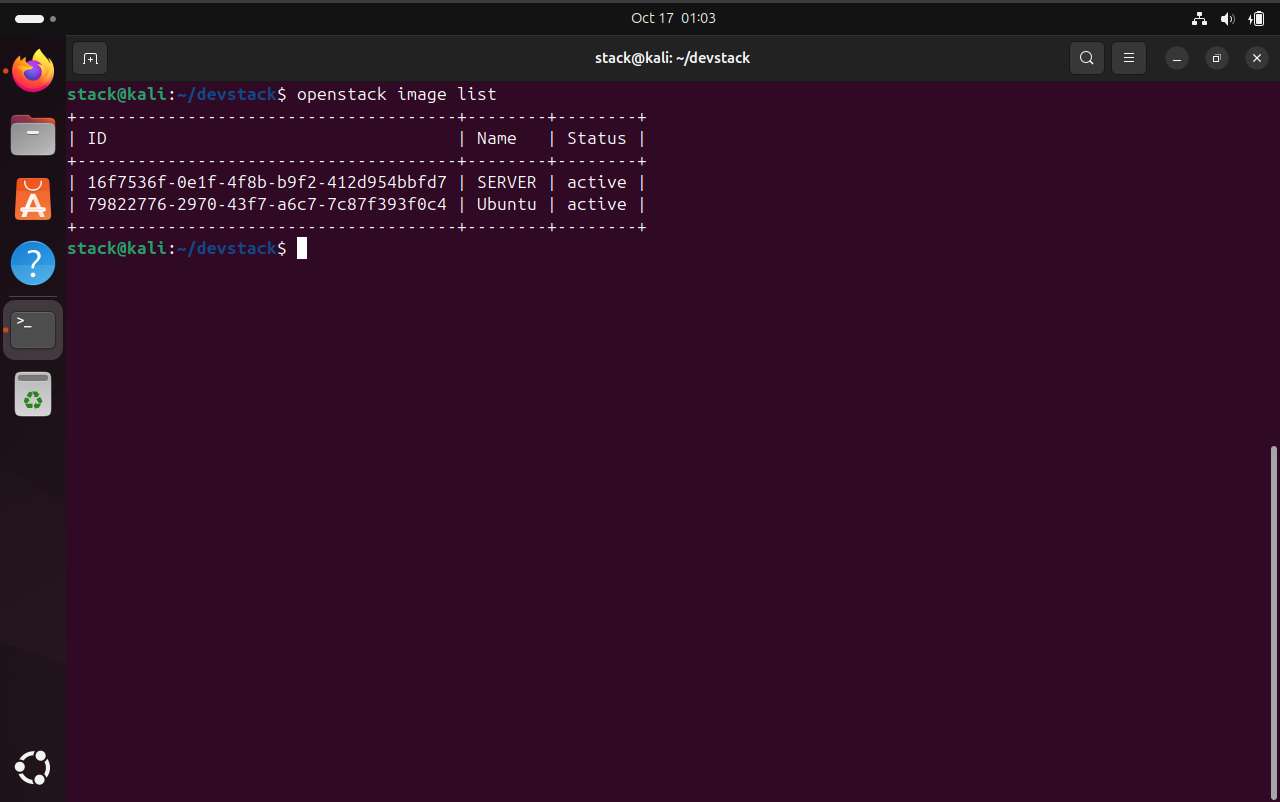 Oct 17 01:03
stack@kali: ~/devstack
stack@kali:~/devstack$ openstack image list
+--------------------------------------+--------+--------+
| ID                                   | Name   | Status |
+--------------------------------------+--------+--------+
| 16f7536f-0e1f-4f8b-b9f2-412d954bbfd7 | SERVER | active |
| 79822776-2970-43f7-a6c7-7c87f393f0c4 | Ubuntu | active |
+--------------------------------------+--------+--------+
stack@kali:~/devstack$